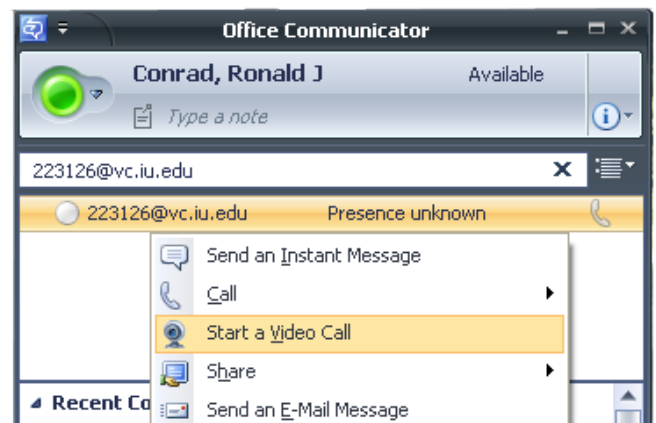 Office Communicator
Conrad, Ronald J Available
Type a note
223126@vc.iu.edu
223126@vc.iu.edu Presence unknown
Send an Instant Message
Call
Start a Video Call
Share
Recent Co
Send an E-Mail Message